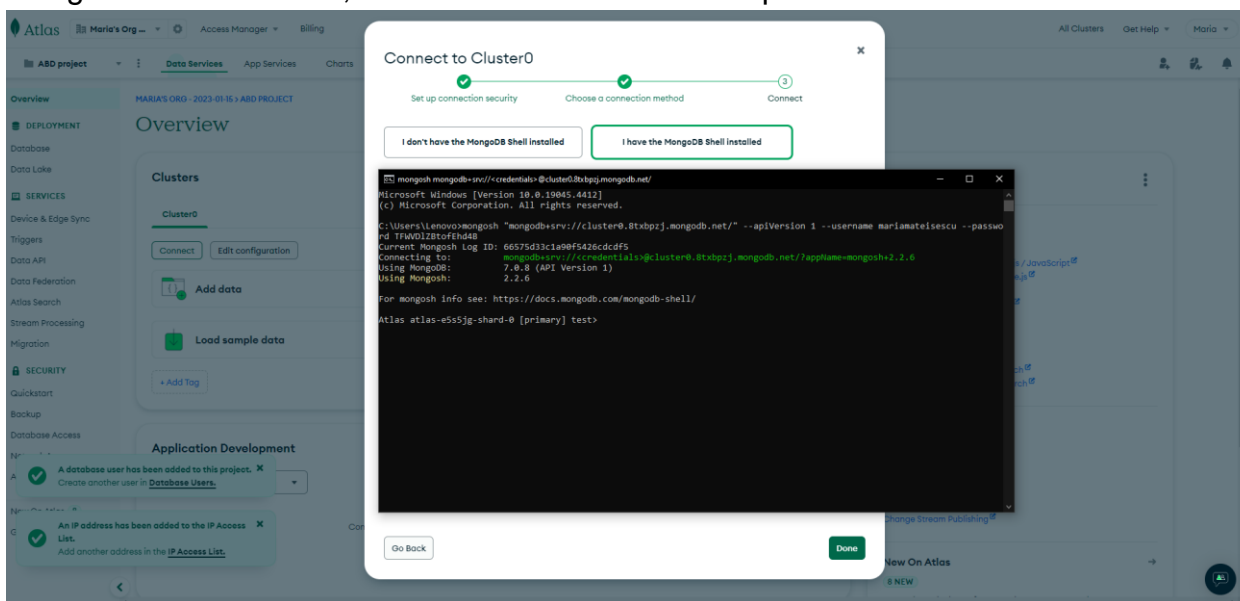 Atlas
Maria's Org ...
Access Manager
Billing
All Clusters
Get Help
Maria
ABD project
Data Services
App Services
Charts
Overview
DEPLOYMENT
Database
Data Lake
SERVICES
Device & Edge Sync
Triggers
Data API
Data Federation
Atlas Search
Stream Processing
Migration
SECURITY
Quickstart
Backup
Database Access
MARIA'S ORG - 2023-01-15 > ABD PROJECT
Overview
Clusters
Cluster0
Connect
Edit configuration
Add data
Load sample data
+ Add Tag
Application Development
A database user has been added to this project.
Create another user in Database Users.
An IP address has been added to the IP Access
List.
Add another address in the IP Access List.
Connect to Cluster0
3
Set up connection security
Choose a connection method
Connect
I don't have the MongoDB Shell installed
I have the MongoDB Shell installed
mongosh mongodb+srv://<credentials>@cluster0.8txbpzj.mongodb.net/
Microsoft Windows [Version 10.0.19045.4412]
(c) Microsoft Corporation. All rights reserved.
C:\Users\Lenovo>mongosh "mongodb+srv://cluster0.8txbpzj.mongodb.net/" --apiVersion 1 --username mariamateisescu --passwo
rd TFWVDlZBtofEhd4B
Current Mongosh Log ID: 66575d33c1a90f5426cdcdf5
Connecting to: mongodb+srv://<credentials>@cluster0.8txbpzj.mongodb.net/?appName=mongosh+2.2.6
Using MongoDB: 7.0.8 (API Version 1)
Using Mongosh: 2.2.6
For mongosh info see: https://docs.mongodb.com/mongodb-shell/
Atlas atlas-e5s5jg-shard-0 [primary] test>
Go Back
Done
Change Stream Publishing
New On Atlas
8 NEW